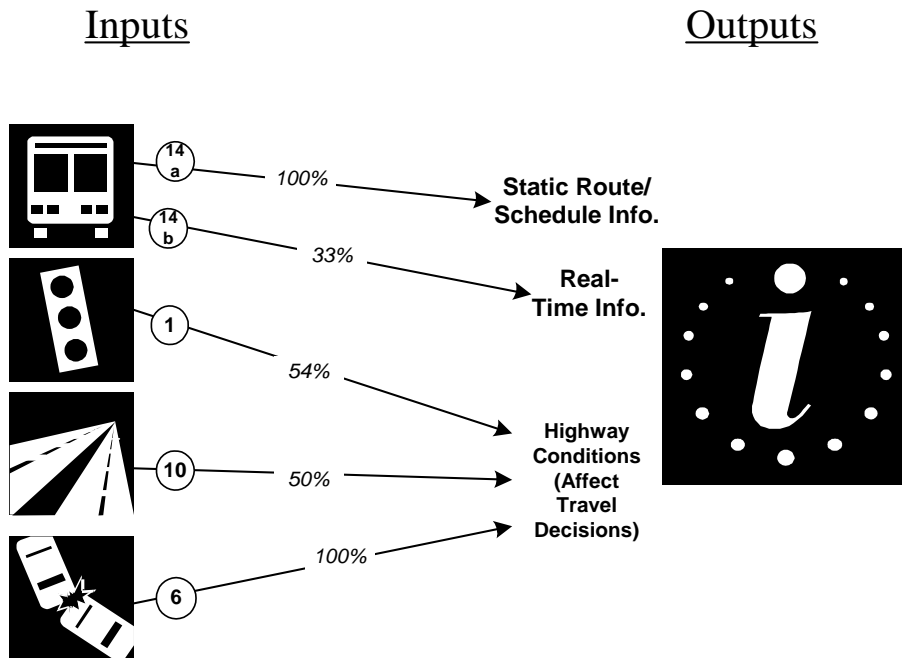 Inputs
Outputs
14
a
100%
Static Route/
Schedule Info.
14
b
33%
Real-
Time Info.
1
54%
Highway
Conditions
(Affect
Travel
Decisions)
10
50%
100%
6
i